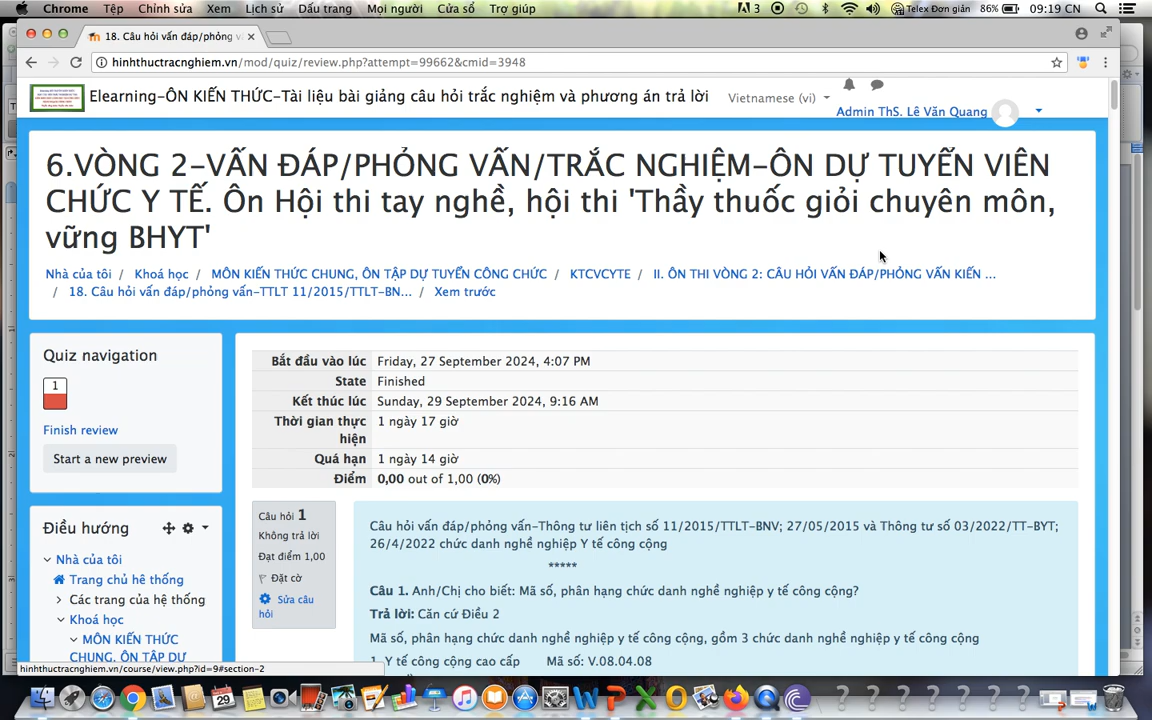 Chrome Tệp Chỉnh sửa Xem Lịch sử Dấu trang Mọi người Cửa sổ Trợ giúp 3 Telex Đơn giản 86% 09:19 CN
18. Câu hỏi vấn đáp/phỏng v
hinhthuctracnghiem.vn/mod/quiz/review.php?attempt=99662&cmid=3948
Elearning-ÔN KIẾN THỨC-Tài liệu bài giảng câu hỏi trắc nghiệm và phương án trả lời Vietnamese (vi)
Admin ThS. Lê Văn Quang
6.VÒNG 2-VẤN ĐÁP/PHỎNG VẤN/TRẮC NGHIỆM-ÔN DỰ TUYỂN VIÊN
CHỨC Y TẾ. Ôn Hội thi tay nghề, hội thi 'Thầy thuốc giỏi chuyên môn,
vững BHYT'
Nhà của tôi / Khoá học / MÔN KIẾN THỨC CHUNG, ÔN TẬP DỰ TUYỂN CÔNG CHỨC / KTCVCYTE / II. ÔN THI VÒNG 2: CÂU HỎI VẤN ĐÁP/PHỎNG VẤN KIẾN ...
/ 18. Câu hỏi vấn đáp/phỏng vấn-TTLT 11/2015/TTLT-BN... / Xem trước
Quiz navigation
1
Finish review
Start a new preview
Bắt đầu vào lúc Friday, 27 September 2024, 4:07 PM
State Finished
Kết thúc lúc Sunday, 29 September 2024, 9:16 AM
Thời gian thực hiện 1 ngày 17 giờ
Quá hạn 1 ngày 14 giờ
Điểm 0,00 out of 1,00 (0%)
Điều hướng
Nhà của tôi
Trang chủ hệ thống
Các trang của hệ thống
Khoá học
MÔN KIẾN THỨC
CHUNG, ÔN TẬP DỰ
Câu hỏi 1
Không trả lời
Đạt điểm 1,00
Đặt cờ
Sửa câu
hỏi
Câu hỏi vấn đáp/phỏng vấn-Thông tư liên tịch số 11/2015/TTLT-BNV; 27/05/2015 và Thông tư số 03/2022/TT-BYT;
26/4/2022 chức danh nghề nghiệp Y tế công cộng
*****
Câu 1. Anh/Chị cho biết: Mã số, phân hạng chức danh nghề nghiệp y tế công cộng?
Trả lời: Căn cứ Điều 2
Mã số, phân hạng chức danh nghề nghiệp y tế công cộng, gồm 3 chức danh nghề nghiệp y tế công cộng
1. Y tế công cộng cao cấp Mã số: V.08.04.08
hinhthuctracnghiem.vn/course/view.php?id=9#section-2